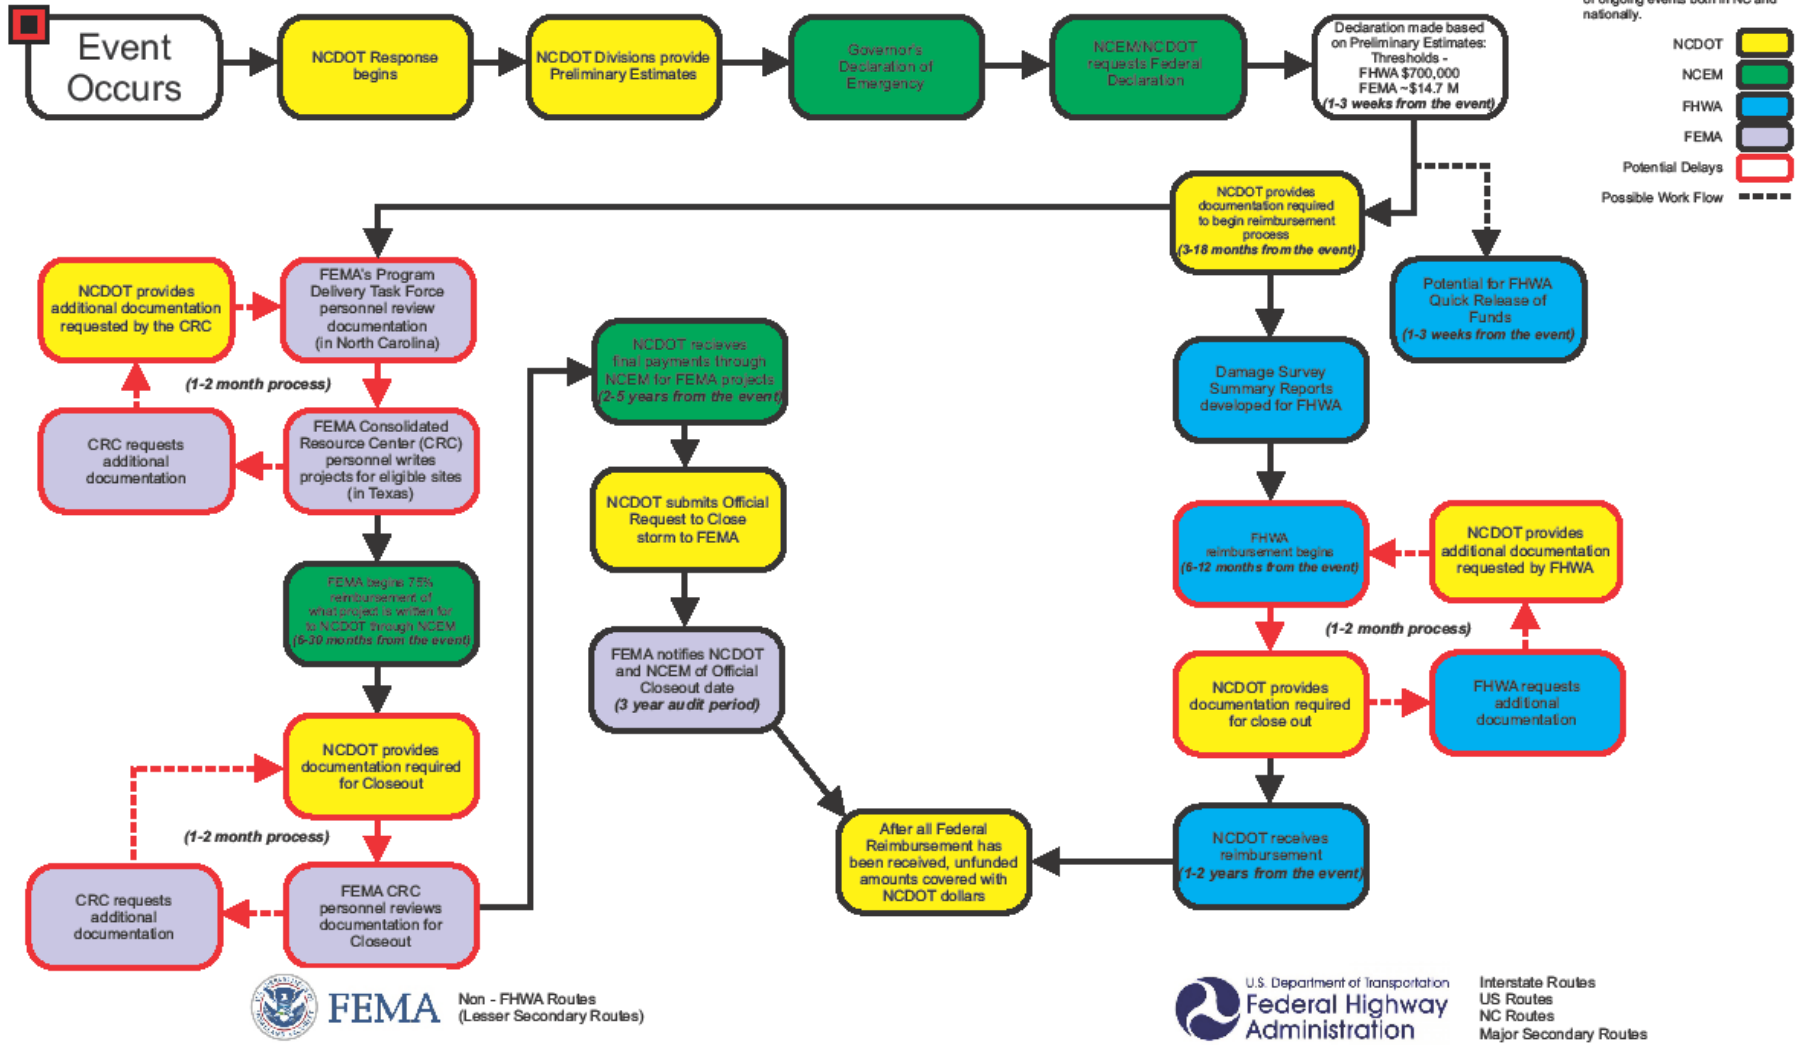 of ongoing events both in NC and
nationally.
Event
Occurs
NCDOT Response
begins
NCDOT Divisions provide
Preliminary Estimates
Governor's
Declaration of
Emergency
NCEM/NCDOT
requests Federal
Declaration
Declaration made based
on Preliminary Estimates:
Thresholds -
FHWA $700,000
FEMA ~$14.7 M
(1-3 weeks from the event)
NCDOT
NCEM
FHWA
FEMA
Potential Delays
Possible Work Flow
NCDOT provides
documentation required
to begin reimbursement
process
(3-18 months from the event)
Potential for FHWA
Quick Release of
Funds
(1-3 weeks from the event)
NCDOT provides
additional documentation
requested by the CRC
FEMA's Program
Delivery Task Force
personnel review
documentation
(in North Carolina)
(1-2 month process)
CRC requests
additional
documentation
FEMA Consolidated
Resource Center (CRC)
personnel writes
projects for eligible sites
(in Texas)
FEMA begins 75%
reimbursement of
what project is written for
to NCDOT through NCEM
(6-30 months from the event)
NCDOT provides
documentation required
for Closeout
(1-2 month process)
CRC requests
additional
documentation
FEMA CRC
personnel reviews
documentation for
Closeout
NCDOT recieves
final payments through
NCEM for FEMA projects
(2-5 years from the event)
NCDOT submits Official
Request to Close
storm to FEMA
FEMA notifies NCDOT
and NCEM of Official
Closeout date
(3 year audit period)
After all Federal
Reimbursement has
been received, unfunded
amounts covered with
NCDOT dollars
Damage Survey
Summary Reports
developed for FHWA
FHWA
reimbursement begins
(6-12 months from the event)
NCDOT provides
additional documentation
requested by FHWA
(1-2 month process)
NCDOT provides
documentation required
for close out
FHWA requests
additional
documentation
NCDOT receives
reimbursement
(1-2 years from the event)
FEMA
Non - FHWA Routes
(Lesser Secondary Routes)
U.S. Department of Transportation
Federal Highway
Administration
Interstate Routes
US Routes
NC Routes
Major Secondary Routes